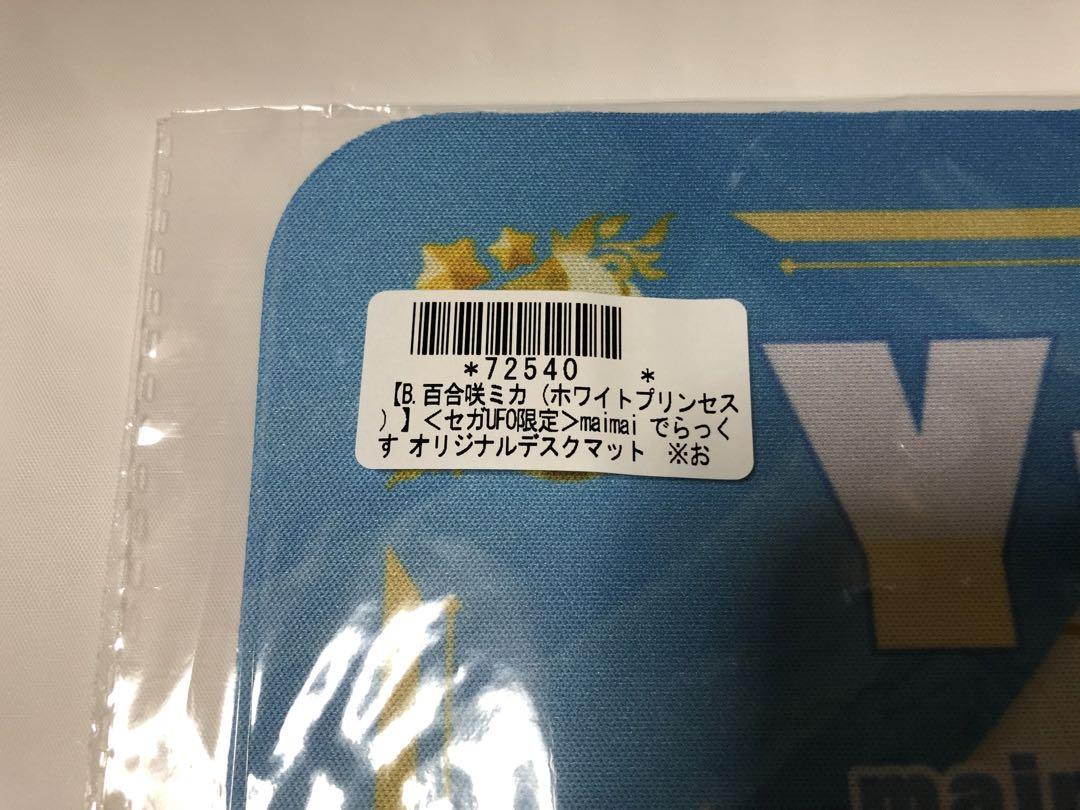 *72540 *
【B.百合咲ミカ（ホワイトプリンセス
）】＜セガUFO限定＞maimai でらっく
す オリジナルデスクマット ※お
Y
maim